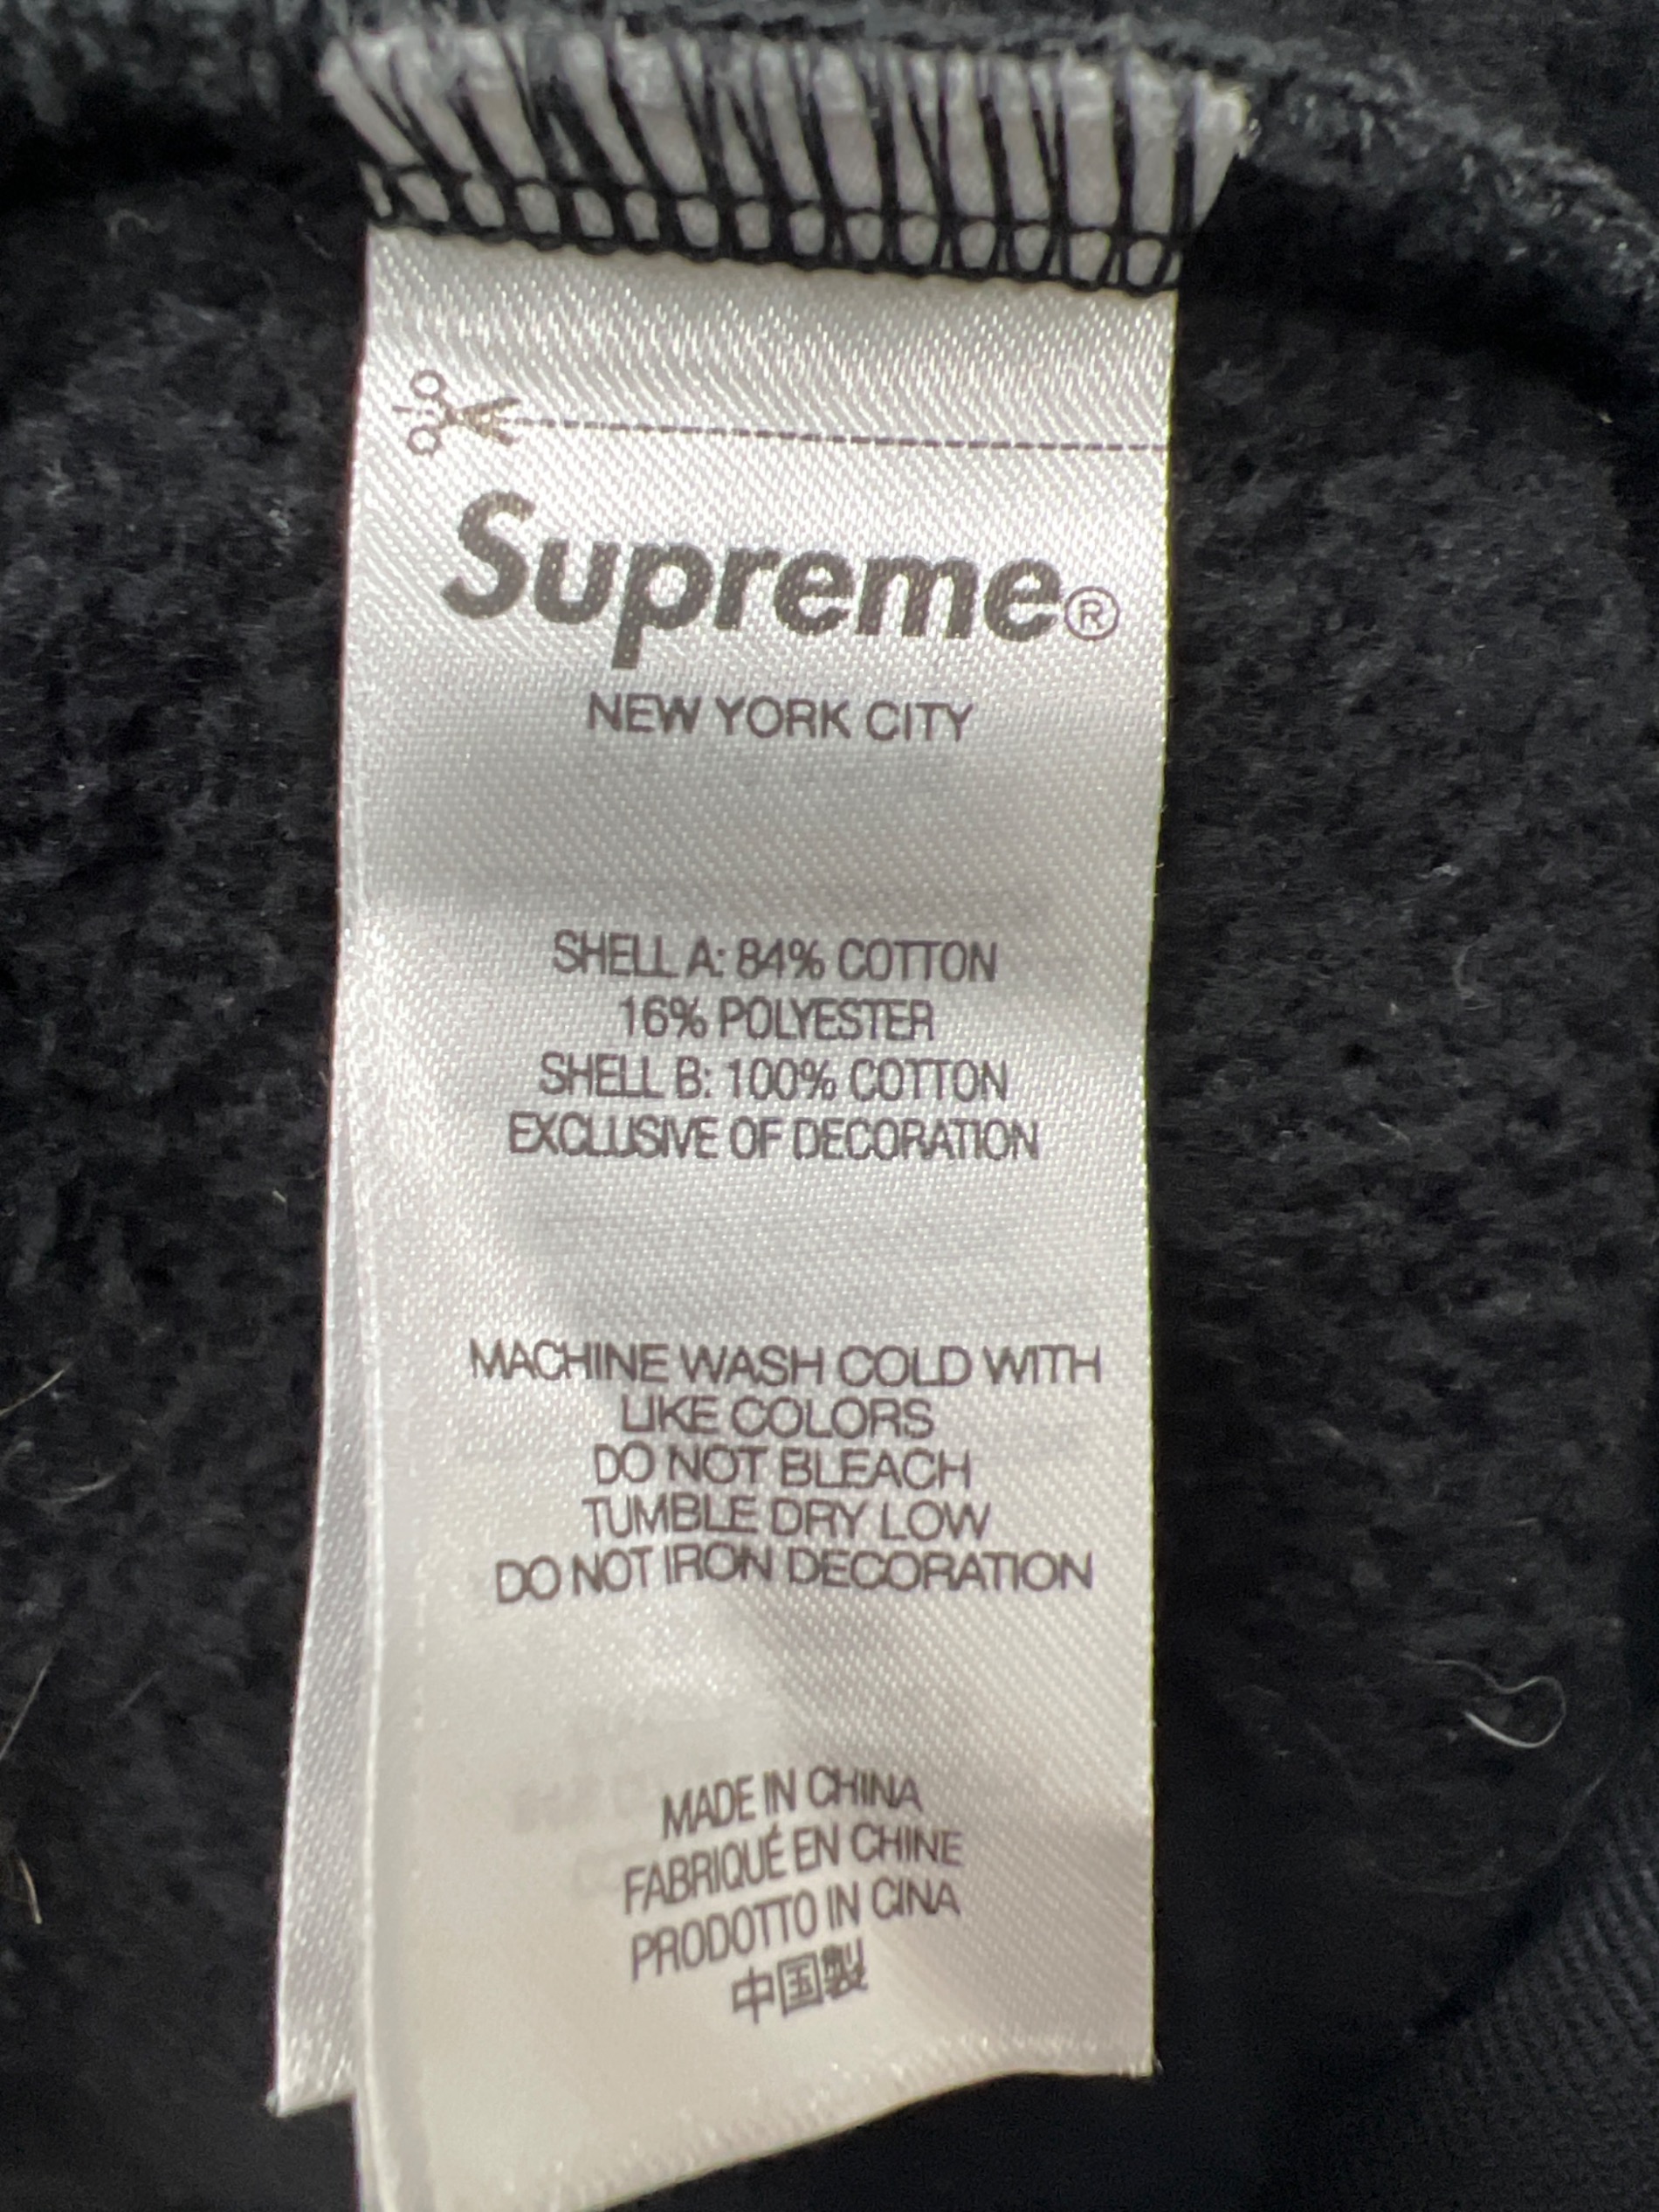 Supreme®
NEW YORK CITY
SHELL A: 84% COTTON
16% POLYESTER
SHELL B: 100% COTTON
EXCLUSIVE OF DECORATION
MACHINE WASH COLD WITH
LIKE COLORS
DO NOT BLEACH
TUMBLE DRY LOW
DO NOT IRON DECORATION
MADE IN CHINA
FABRIQUÉ EN CHINE
PRODOTTO IN CINA
中国製